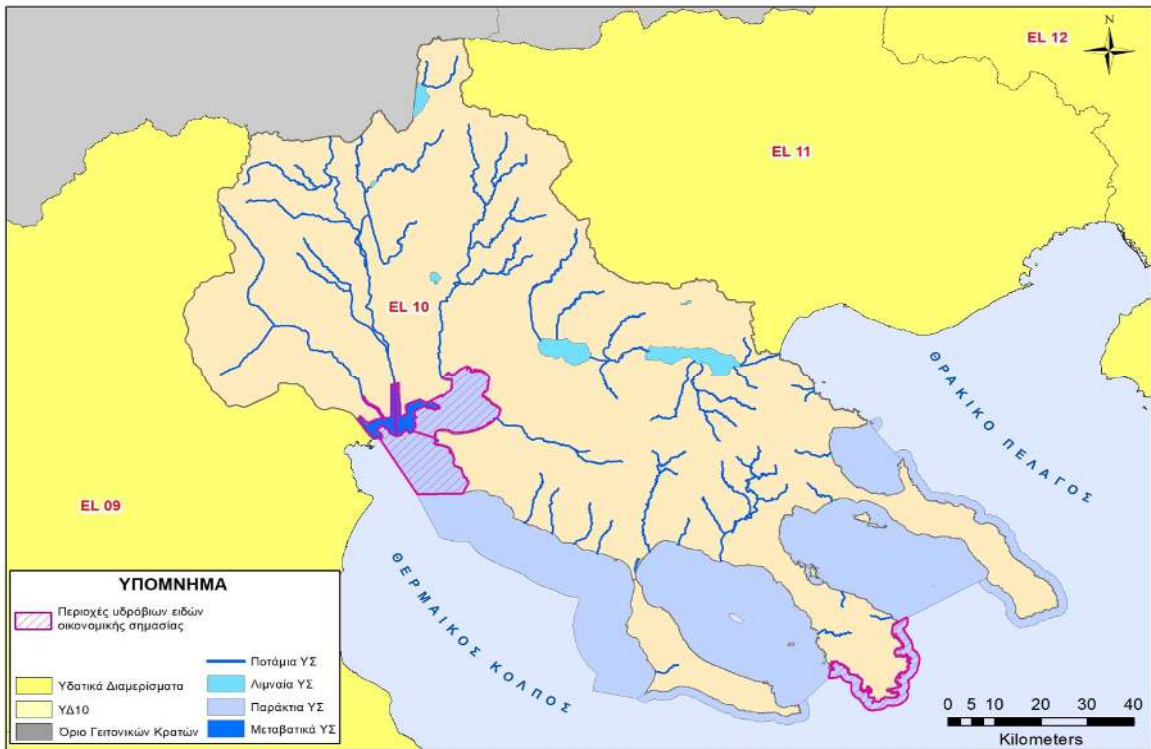 N
EL 12
EL 11
EL 10
EL 09
ΘΡΑΚΙΚΟ ΠΕΛΑΓΟΣ
ΘΕΡΜΑΙΚΟΣ ΚΟΛΠΟΣ
ΥΠΟΜΝΗΜΑ
Περιοχές υδρόβιων ειδών
οικονομικής σημασίας
Υδατικά Διαμερίσματα
ΥΔ10
Όριο Γειτονικών Κρατών
Ποτάμια ΥΣ
Λιμναία ΥΣ
Παράκτια ΥΣ
Μεταβατικά ΥΣ
0 5 10 20 30 40
Kilometers